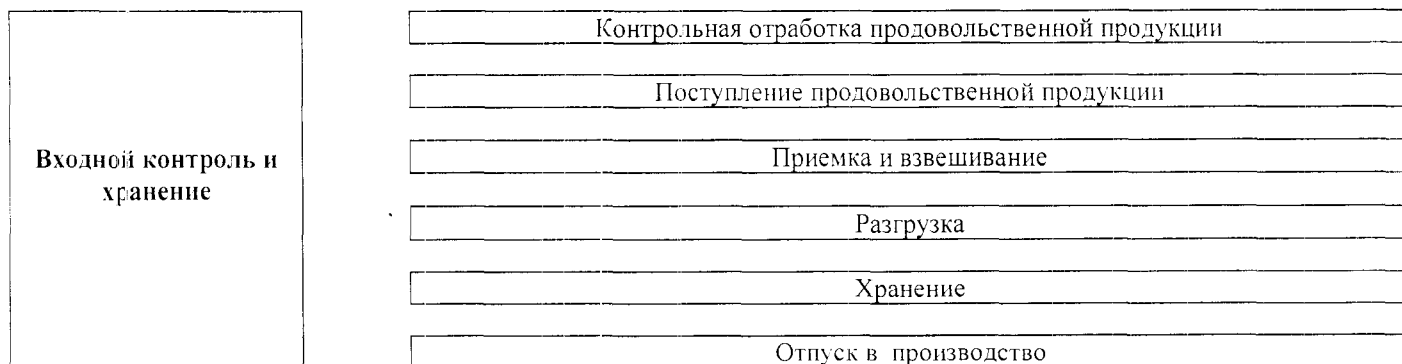 Контрольная отработка продовольственной продукции
Поступление продовольственной продукции
Входной контроль и
хранение
Приемка и взвешивание
Разгрузка
Хранение
Отпуск в производство